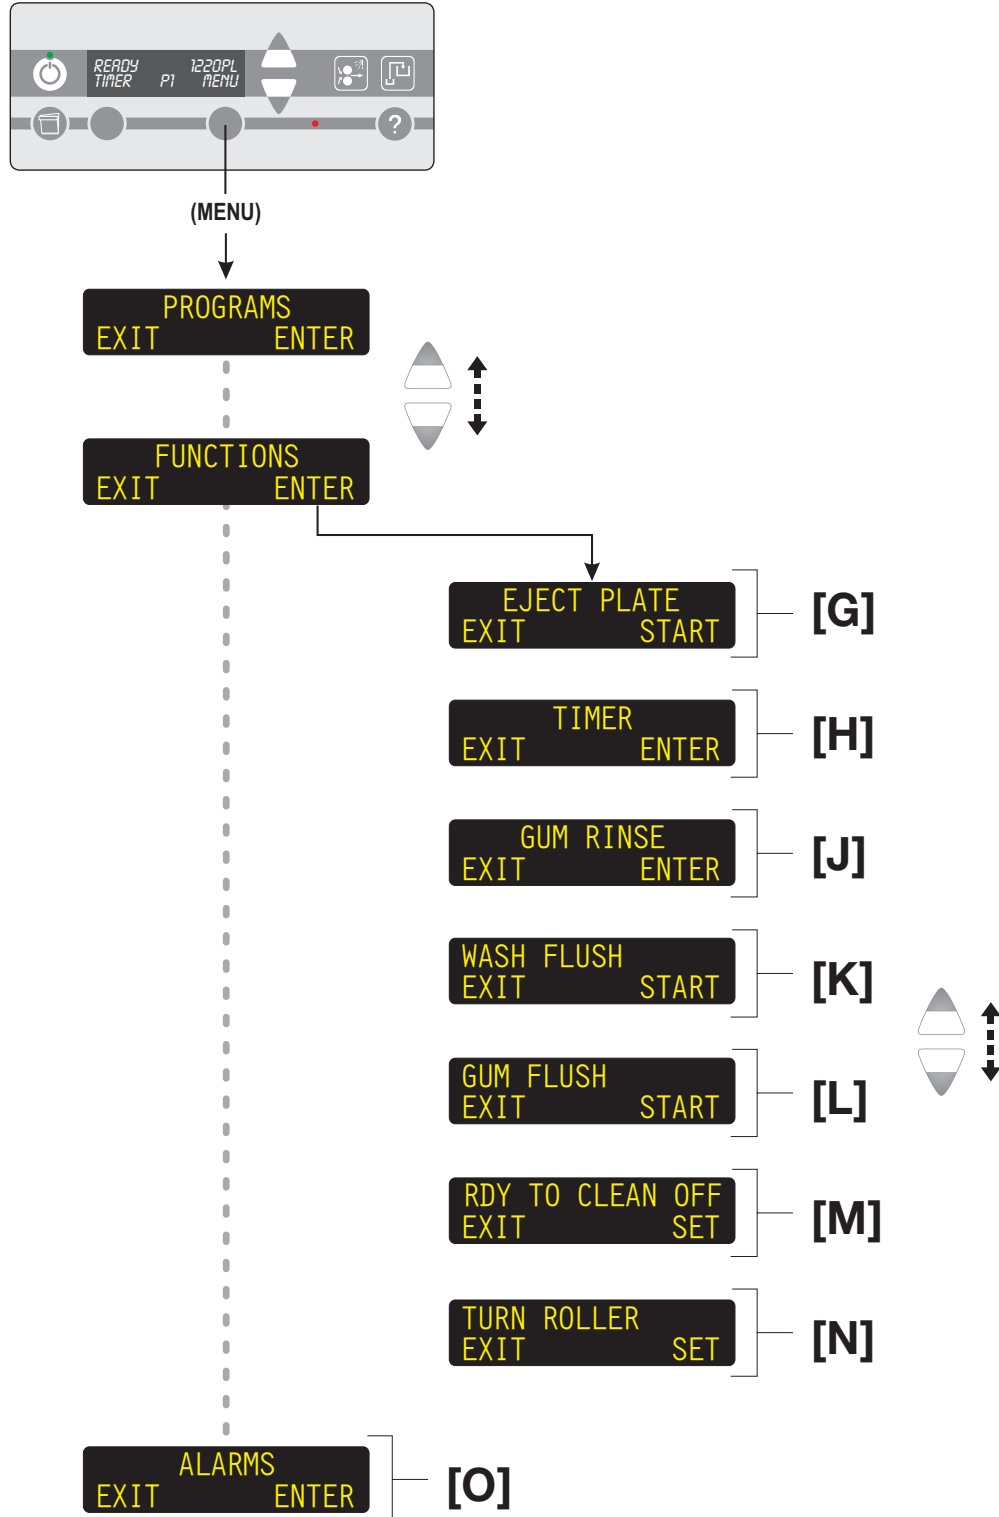 READY 1220PL
TIMER P1 MENU
?
(MENU)
PROGRAMS
EXIT ENTER
FUNCTIONS
EXIT ENTER
EJECT PLATE
EXIT START
[G]
TIMER
EXIT ENTER
[H]
GUM RINSE
EXIT ENTER
[J]
WASH FLUSH
EXIT START
[K]
GUM FLUSH
EXIT START
[L]
RDY TO CLEAN OFF
EXIT SET
[M]
TURN ROLLER
EXIT SET
[N]
ALARMS
EXIT ENTER
[O]